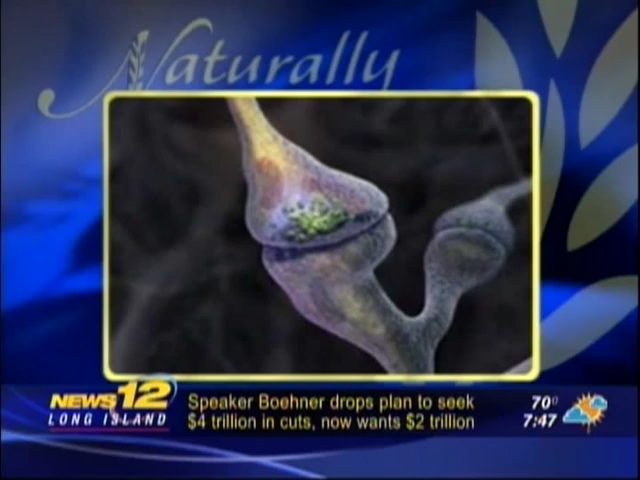 Naturally
NEWS 12
LONG ISLAND
Speaker Boehner drops plan to seek
$4 trillion in cuts, now wants $2 trillion
70°
7:47